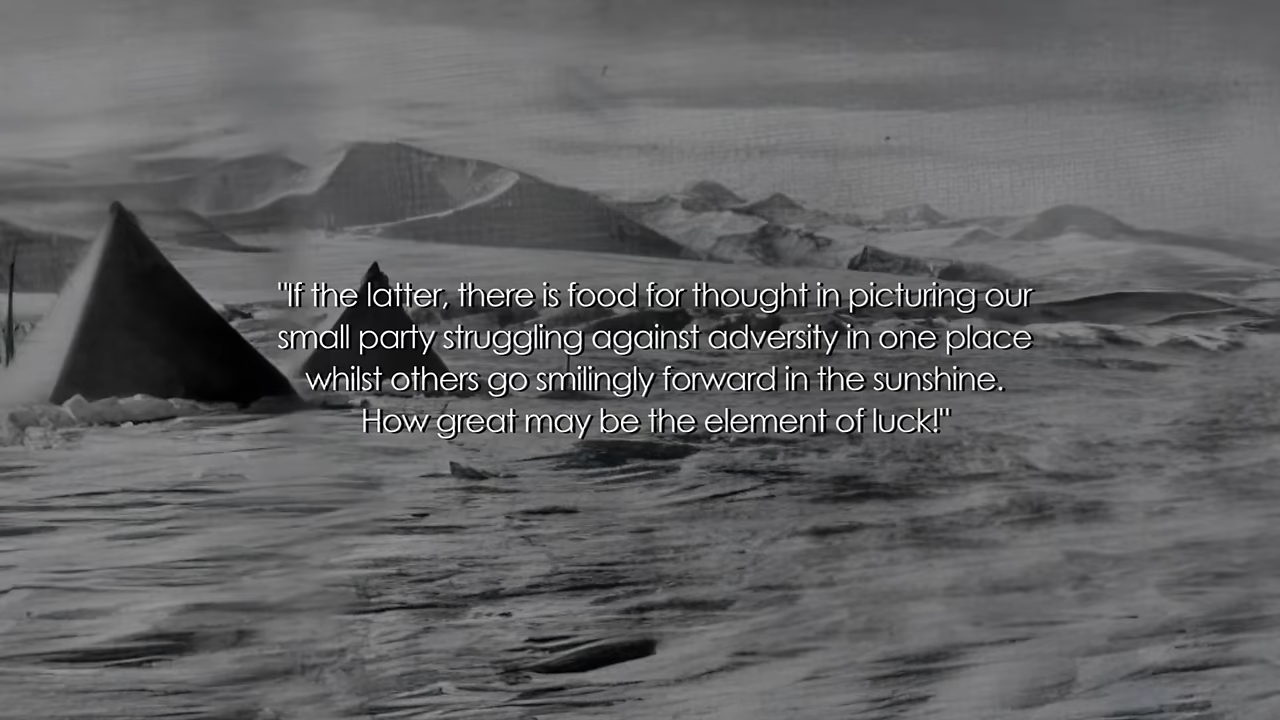 "If the latter, there is food for thought in picturing our
small party struggling against adversity in one place
whilst others go smilingly forward in the sunshine.
How great may be the element of luck!"